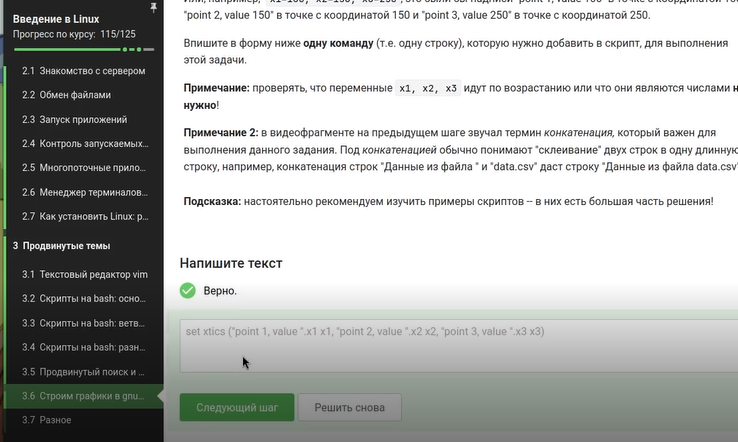 Введение в Linux
Прогресс по курсу: 115/125
2.1 Знакомство с сервером
2.2 Обмен файлами
2.3 Запуск приложений
2.4 Контроль запускаемых...
2.5 Многопоточные прило...
2.6 Менеджер терминалов...
2.7 Как установить Linux: р...
3 Продвинутые темы
3.1 Текстовый редактор vim
3.2 Скрипты на bash: осно...
3.3 Скрипты на bash: ветв...
3.4 Скрипты на bash: разн...
3.5 Продвинутый поиск и ...
3.6 Строим графики в gnu...
3.7 Разное
"point 2, value 150" в точке с координатой 150 и "point 3, value 250" в точке с координатой 250.
Впишите в форму ниже одну команду (т.е. одну строку), которую нужно добавить в скрипт, для выполнения
этой задачи.
Примечание: проверять, что переменные x1, x2, x3 идут по возрастанию или что они являются числами
нужно!
Примечание 2: в видеофрагменте на предыдущем шаге звучал термин конкатенация, который важен для
выполнения данного задания. Под конкатенацией обычно понимают "склеивание" двух строк в одну длинную
строку, например, конкатенация строк "Данные из файла " и "data.csv" даст строку "Данные из файла data.csv"
Подсказка: настоятельно рекомендуем изучить примеры скриптов – в них есть большая часть решения!
Напишите текст
Верно.
set xtics ("point 1, value ".x1 x1, "point 2, value ".x2 x2, "point 3, value ".x3 x3)
Следующий шаг
Решить снова